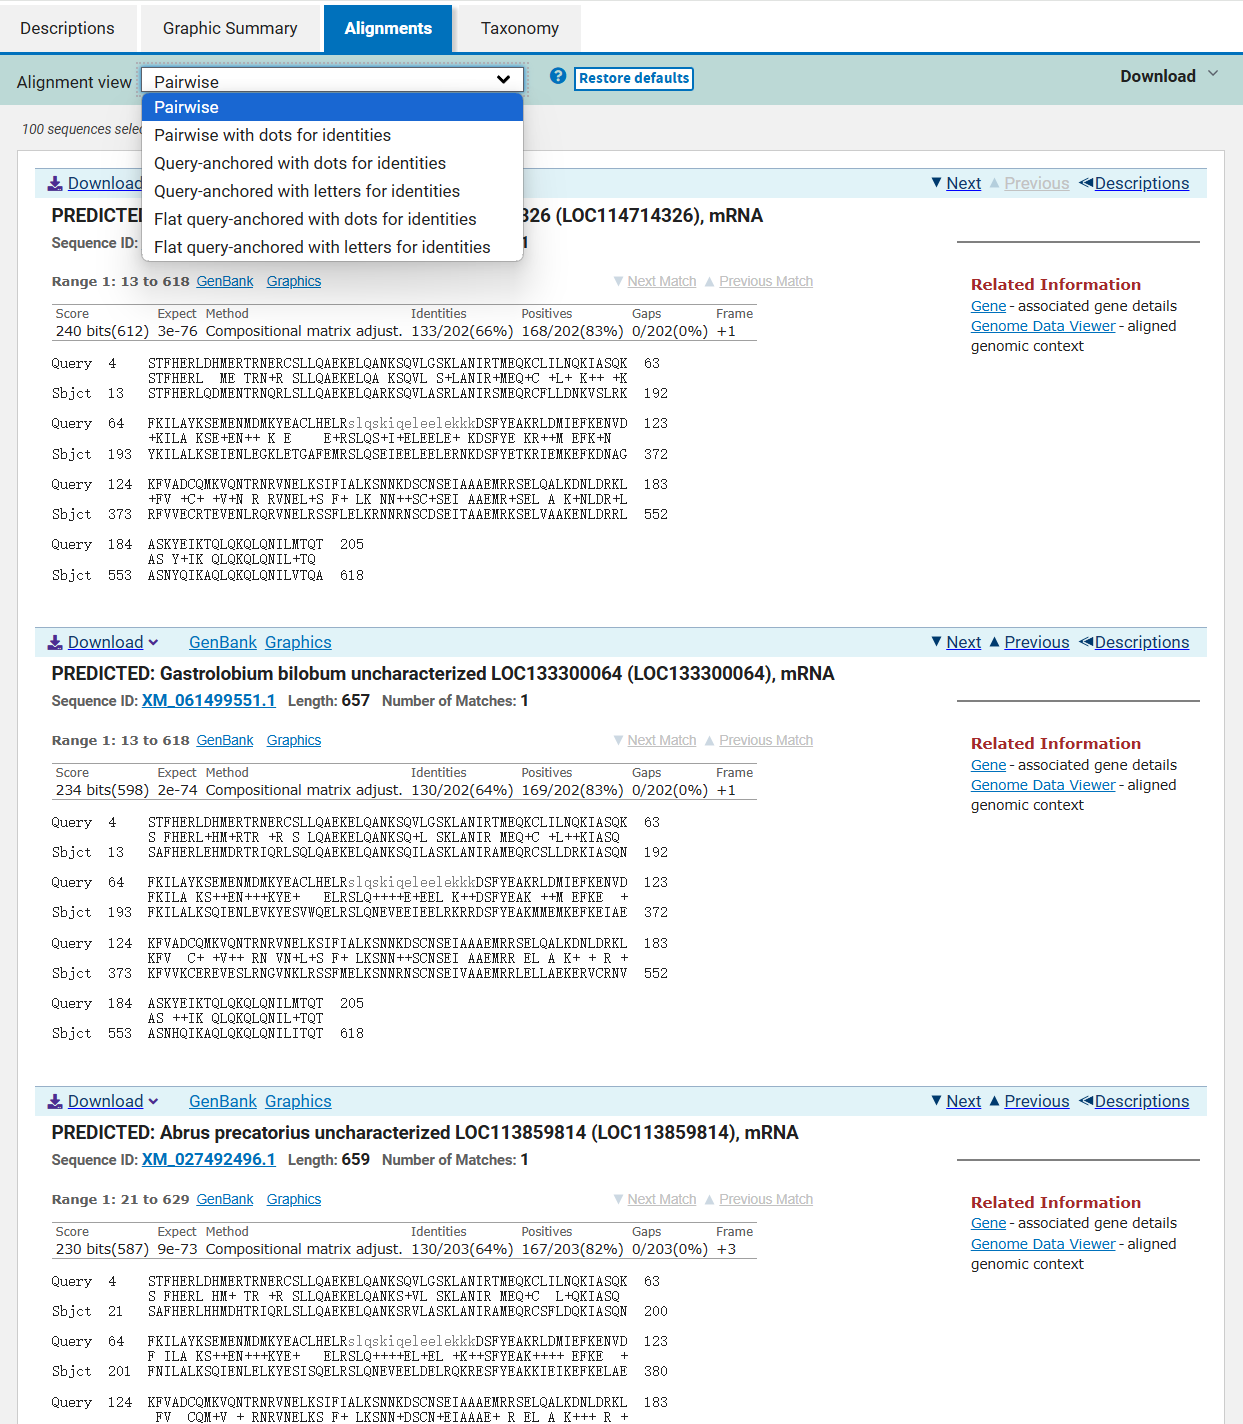 Descriptions Graphic Summary Alignments Taxonomy
Alignment view Pairwise ? Restore defaults Download
Pairwise
Pairwise with dots for identities
Query-anchored with dots for identities
Query-anchored with letters for identities
Flat query-anchored with dots for identities
Flat query-anchored with letters for identities
100 sequences selec
Download ▼ Next ▲ Previous Descriptions
PREDICTE 326 (LOC114714326), mRNA
Sequence ID: 1
Range 1: 13 to 618 GenBank Graphics ▼ Next Match ▲ Previous Match
Score Expect Method Identities Positives Gaps Frame
240 bits(612) 3e-76 Compositional matrix adjust. 133/202(66%) 168/202(83%) 0/202(0%) +1
Query 4 STFHERLDHMERTRNERCSLLQAEKELQANKSQVLGSKLANIRTMEQKCLILNQKIASQK 63
STFHERL ME TRN+R SLLQAEKELQA KSQVL S+LANIR+MEQ+C +L+ K++ +K
Sbjct 13 STFHERLQDMENTRNQRLSLLQAEKELQARKSQVLASRLANIRSMEQRCFLLDNKVSLRK 192
Query 64 FKILAYKSEMENMDMKYEACLHELRslqskiqeleelekkkDSFYEAKRLDMIEFKENVD 123
+KILA KSE+EN++ K E E+RSLQS+I+ELEELE+ KDSFYE KR++M EFK+N
Sbjct 193 YKILALKSEIENLEGKLETGAFEMRSLQSEIEELEELERNKDSFYETKRIEMKEFKDNAG 372
Query 124 KFVADCQMKVQNTRNRVNELKSIFIALKSNNKDSCNSEIAAAEMRRSELQALKDNLDRKL 183
+FV +C+ +V+N R RVNEL+S F+ LK NN++SC+SEI AAEMR+SEL A K+NLDR+L
Sbjct 373 RFVVECRTEVENLRQRVNELRSSFLELKRNNRNSCDSEITAAEMRKSELVAAKENLDRRL 552
Query 184 ASKYEIKTQLQKQLQNILMTQT 205
AS Y+IK QLQKQLQNIL+TQ
Sbjct 553 ASNYQIKAQLQKQLQNILVTQA 618
Download GenBank Graphics ▼ Next ▲ Previous Descriptions
PREDICTED: Gastrolobium bilobum uncharacterized LOC133300064 (LOC133300064), mRNA
Sequence ID: XM_061499551.1 Length: 657 Number of Matches: 1
Range 1: 13 to 618 GenBank Graphics ▼ Next Match ▲ Previous Match
Score Expect Method Identities Positives Gaps Frame
234 bits(598) 2e-74 Compositional matrix adjust. 130/202(64%) 169/202(83%) 0/202(0%) +1
Query 4 STFHERLDHMERTRNERCSLLQAEKELQANKSQVLGSKLANIRTMEQKCLILNQKIASQK 63
S FHERL+HM+RTR +R S LQAEKELQANKSQ+L SKLANIR MEQ+C +L++KIASQ
Sbjct 13 SAFHERLEHMDRTRIQRLSQLQAEKELQANKSQILASKLANIRAMEQRCSLLDRKIASQN 192
Query 64 FKILAYKSEMENMDMKYEACLHELRslqskiqeleelekkkDSFYEAKRLDMIEFKENVD 123
FKILA KS++EN+++KYE+ ELRSLQ++++E+EEL K++DSFYEAK ++M EFKE +
Sbjct 193 FKILALKSQIENLEVKYESVWQELRSLQNEVEEIEELRKRRDSFYEAKMMEMKEFKEIAE 372
Query 124 KFVADCQMKVQNTRNRVNELKSIFIALKSNNKDSCNSEIAAAEMRRSELQALKDNLDRKL 183
KFV C+ +V++ RN VN+L+S F+ LKSNN++SCNSEI AAEMRR EL A K+ + R +
Sbjct 373 KFVVKCEREVESLRNGVNKLRSSFMELKSNNRNSCNSEIVAAEMRRLELLAEKERVCRNV 552
Query 184 ASKYEIKTQLQKQLQNILMTQT 205
AS ++IK QLQKQLQNIL+TQT
Sbjct 553 ASNHQIKAQLQKQLQNILITQT 618
Download GenBank Graphics ▼ Next ▲ Previous Descriptions
PREDICTED: Abrus precatorius uncharacterized LOC113859814 (LOC113859814), mRNA
Sequence ID: XM_027492496.1 Length: 659 Number of Matches: 1
Range 1: 21 to 629 GenBank Graphics ▼ Next Match ▲ Previous Match
Score Expect Method Identities Positives Gaps Frame
230 bits(587) 9e-73 Compositional matrix adjust. 130/203(64%) 167/203(82%) 0/203(0%) +3
Query 4 STFHERLDHMERTRNERCSLLQAEKELQANKSQVLGSKLANIRTMEQKCLILNQKIASQK 63
S FHERL HM+ TR +R SLLQAEKELQANKS+VL SKLANIR MEQ+C L+QKIASQ
Sbjct 21 SAFHERLHHMDHTRIQRLSLLQAEKELQANKSRVLASKLANIRAMEQRCSFLDQKIASQN 200
Query 64 FKILAYKSEMENMDMKYEACLHELRslqskiqeleelekkkDSFYEAKRLDMIEFKENVD 123
F ILA KS++EN+++KYE+ ELRSLQ++++EL+EL +K++SFYEAK++++ EFKE +
Sbjct 201 FNILALKSQIENLELKYESISQELRSLQNEVEELDELRQKRESFYEAKKIEIKEFKELAE 380
Query 124 KFVADCQMKVQNTRNRVNELKSIFIALKSNNKDSCNSEIAAAEMRRSELQALKDNLDRKL 183
FV CQM+V + RNRVNELKS F+ LKSNN+DSCN+EIAAAE+ R EL A K+++ R +
Related Information
Gene - associated gene details
Genome Data Viewer - aligned
genomic context
Related Information
Gene - associated gene details
Genome Data Viewer - aligned
genomic context
Related Information
Gene - associated gene details
Genome Data Viewer - aligned
genomic context